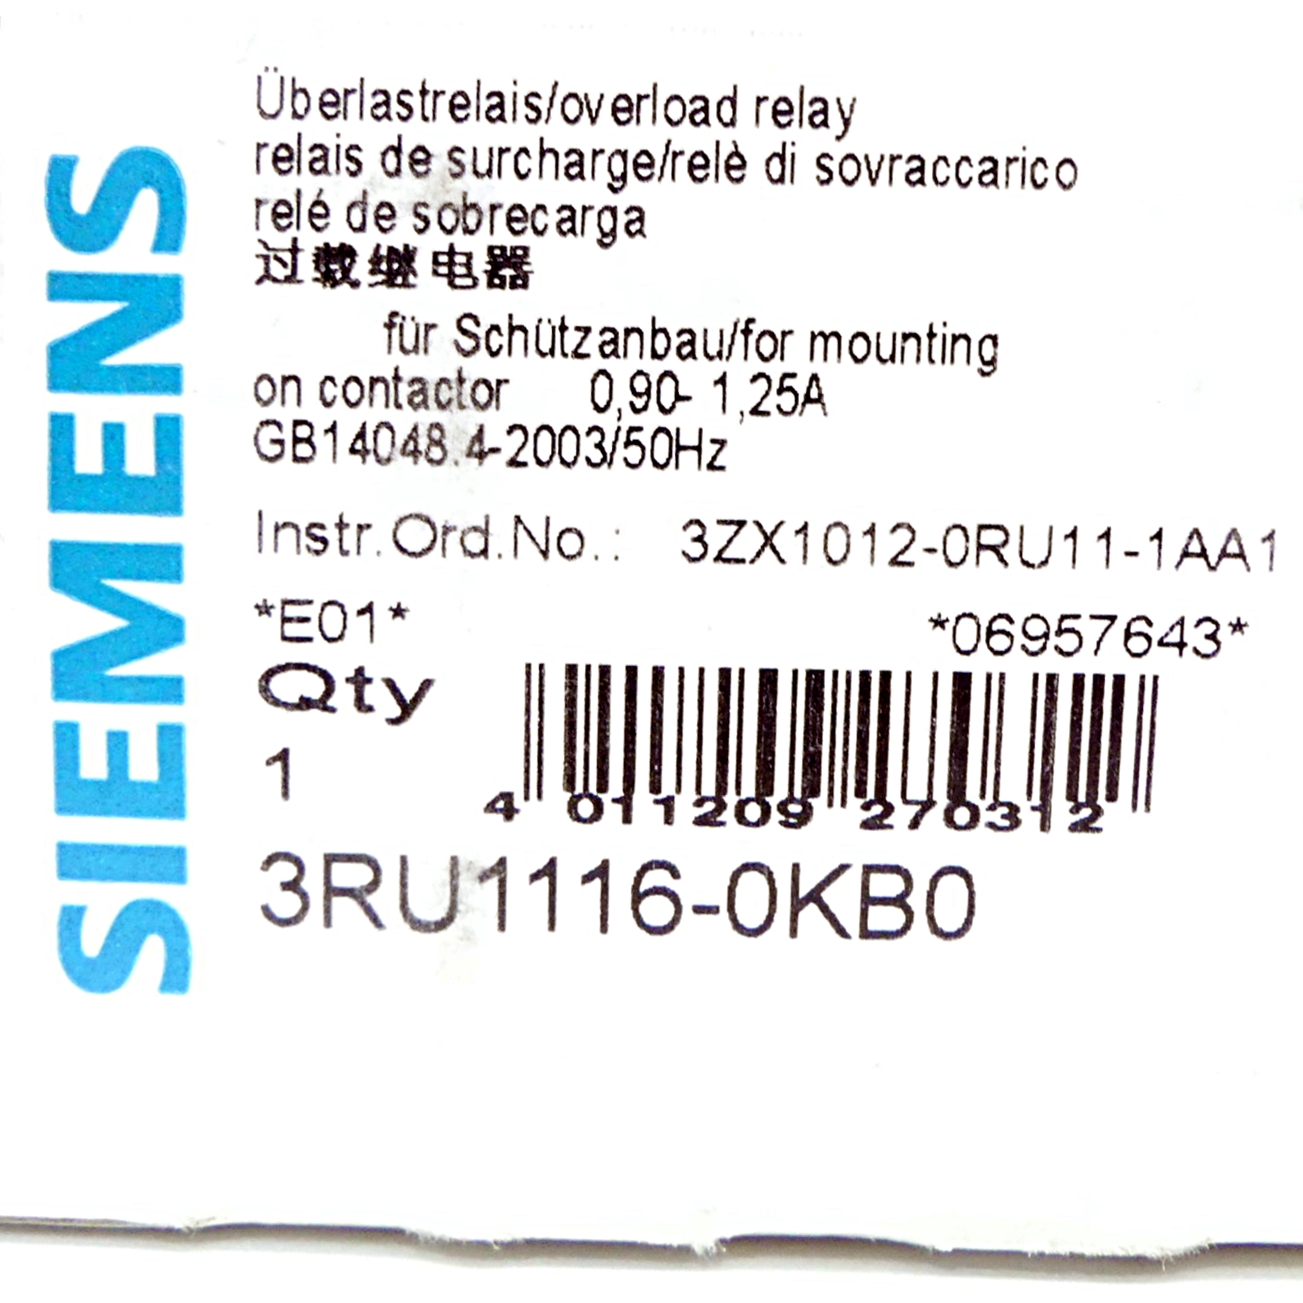 SIEMENS
Überlastrelais/overload relay
relais de surcharge/relè di sovraccarico
relé de sobrecarga
过载继电器
für Schützanbau/for mounting
on contactor 0,90- 1,25A
GB14048.4-2003/50Hz
Instr.Ord.No.: 3ZX1012-0RU11-1AA1
*E01* *06957643*
Qty
1
4 011209 270312
3RU1116-0KB0